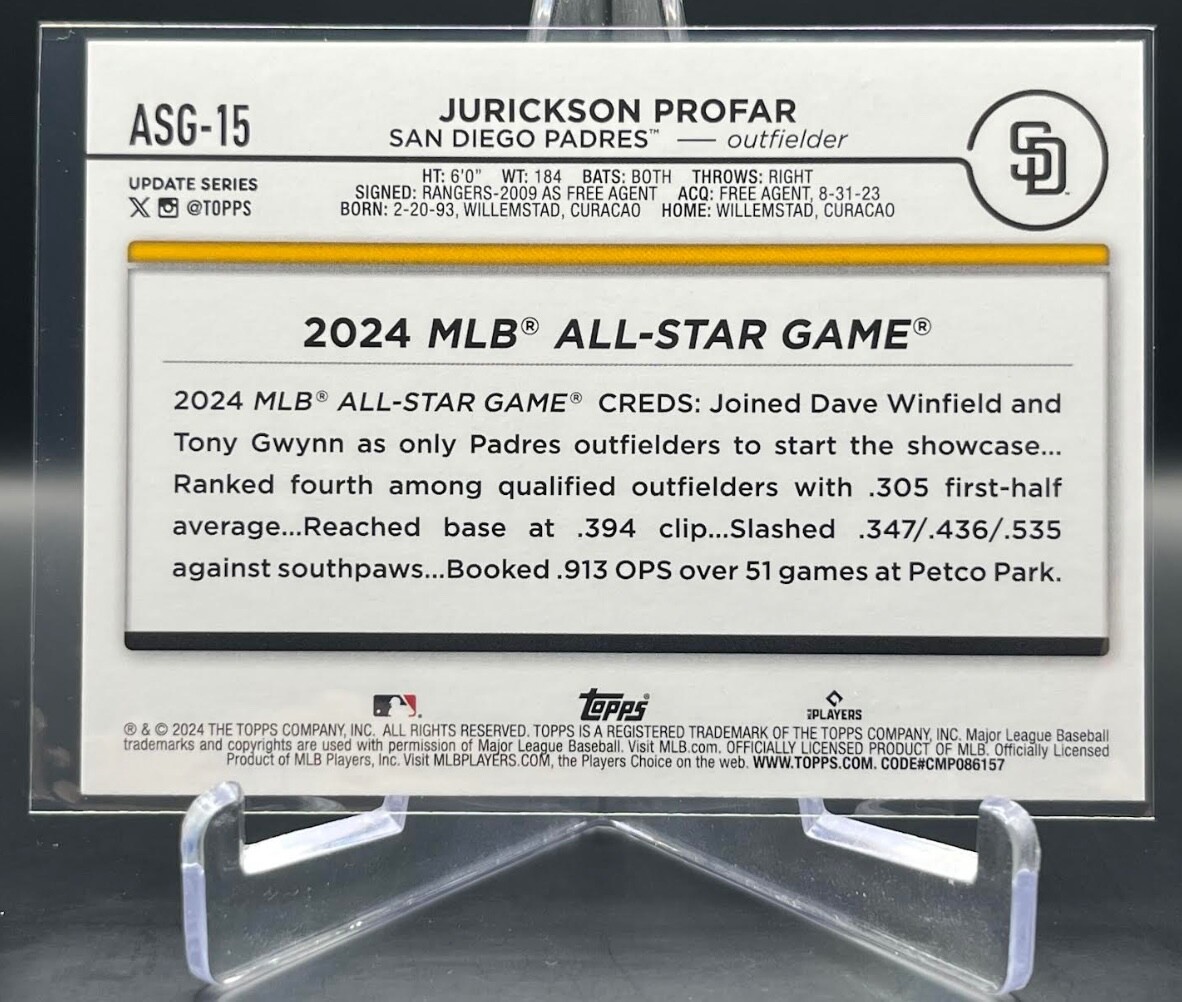 ASG-15
JURICKSON PROFAR
SAN DIEGO PADRES™ — outfielder
SD
UPDATE SERIES
@TOPPS
HT: 6'0" WT: 184 BATS: BOTH THROWS: RIGHT
SIGNED: RANGERS-2009 AS FREE AGENT ACQ: FREE AGENT, 8-31-23
BORN: 2-20-93, WILLEMSTAD, CURACAO HOME: WILLEMSTAD, CURACAO
2024 MLB® ALL-STAR GAME®
2024 MLB® ALL-STAR GAME® CREDS: Joined Dave Winfield and
Tony Gwynn as only Padres outfielders to start the showcase...
Ranked fourth among qualified outfielders with .305 first-half
average...Reached base at .394 clip...Slashed .347/.436/.535
against southpaws...Booked .913 OPS over 51 games at Petco Park.
Topps®
PLAYERS
® & © 2024 THE TOPPS COMPANY, INC. ALL RIGHTS RESERVED. TOPPS IS A REGISTERED TRADEMARK OF THE TOPPS COMPANY, INC. Major League Baseball
trademarks and copyrights are used with permission of Major League Baseball. Visit MLB.com. OFFICIALLY LICENSED PRODUCT OF MLB. Officially Licensed
Product of MLB Players, Inc. Visit MLBPLAYERS.COM, the Players Choice on the web. WWW.TOPPS.COM. CODE#CMP086157